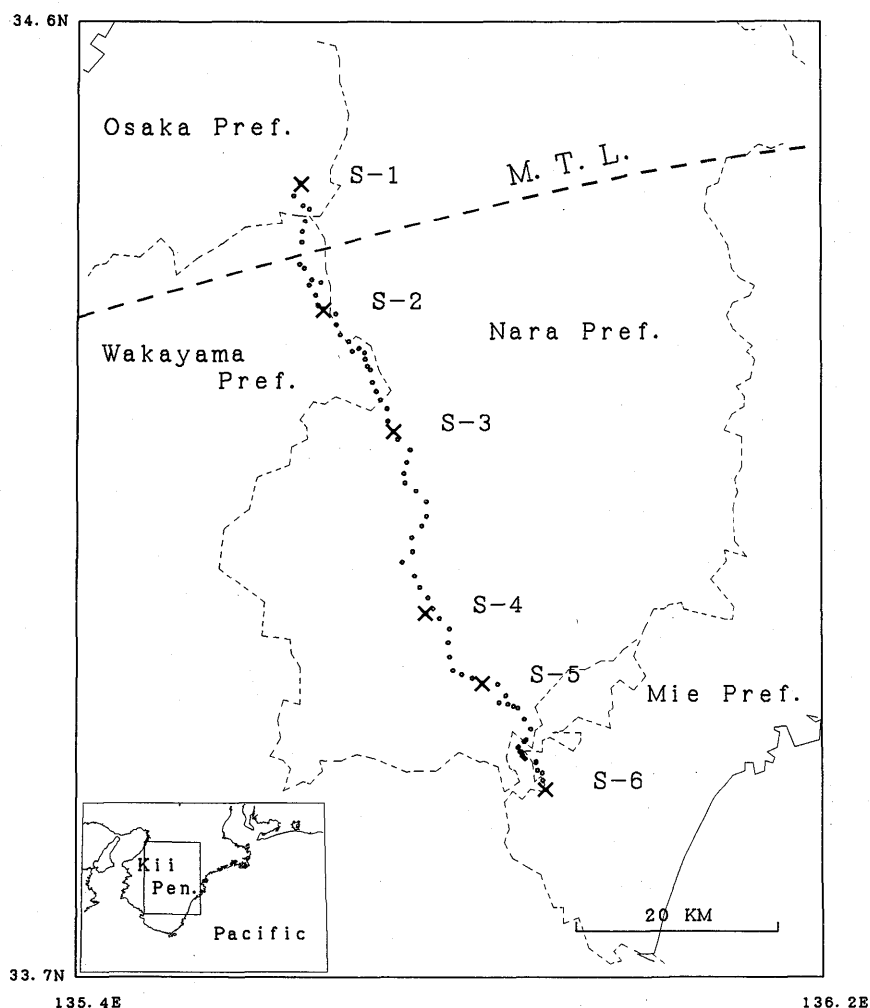 34.6N
Osaka Pref.
M. T. L.
S-1
S-2
Nara Pref.
Wakayama
Pref.
S-3
S-4
S-5
Mie Pref.
S-6
Kii
Pen.
Pacific
20 KM
33.7N
135.4E
136.2E